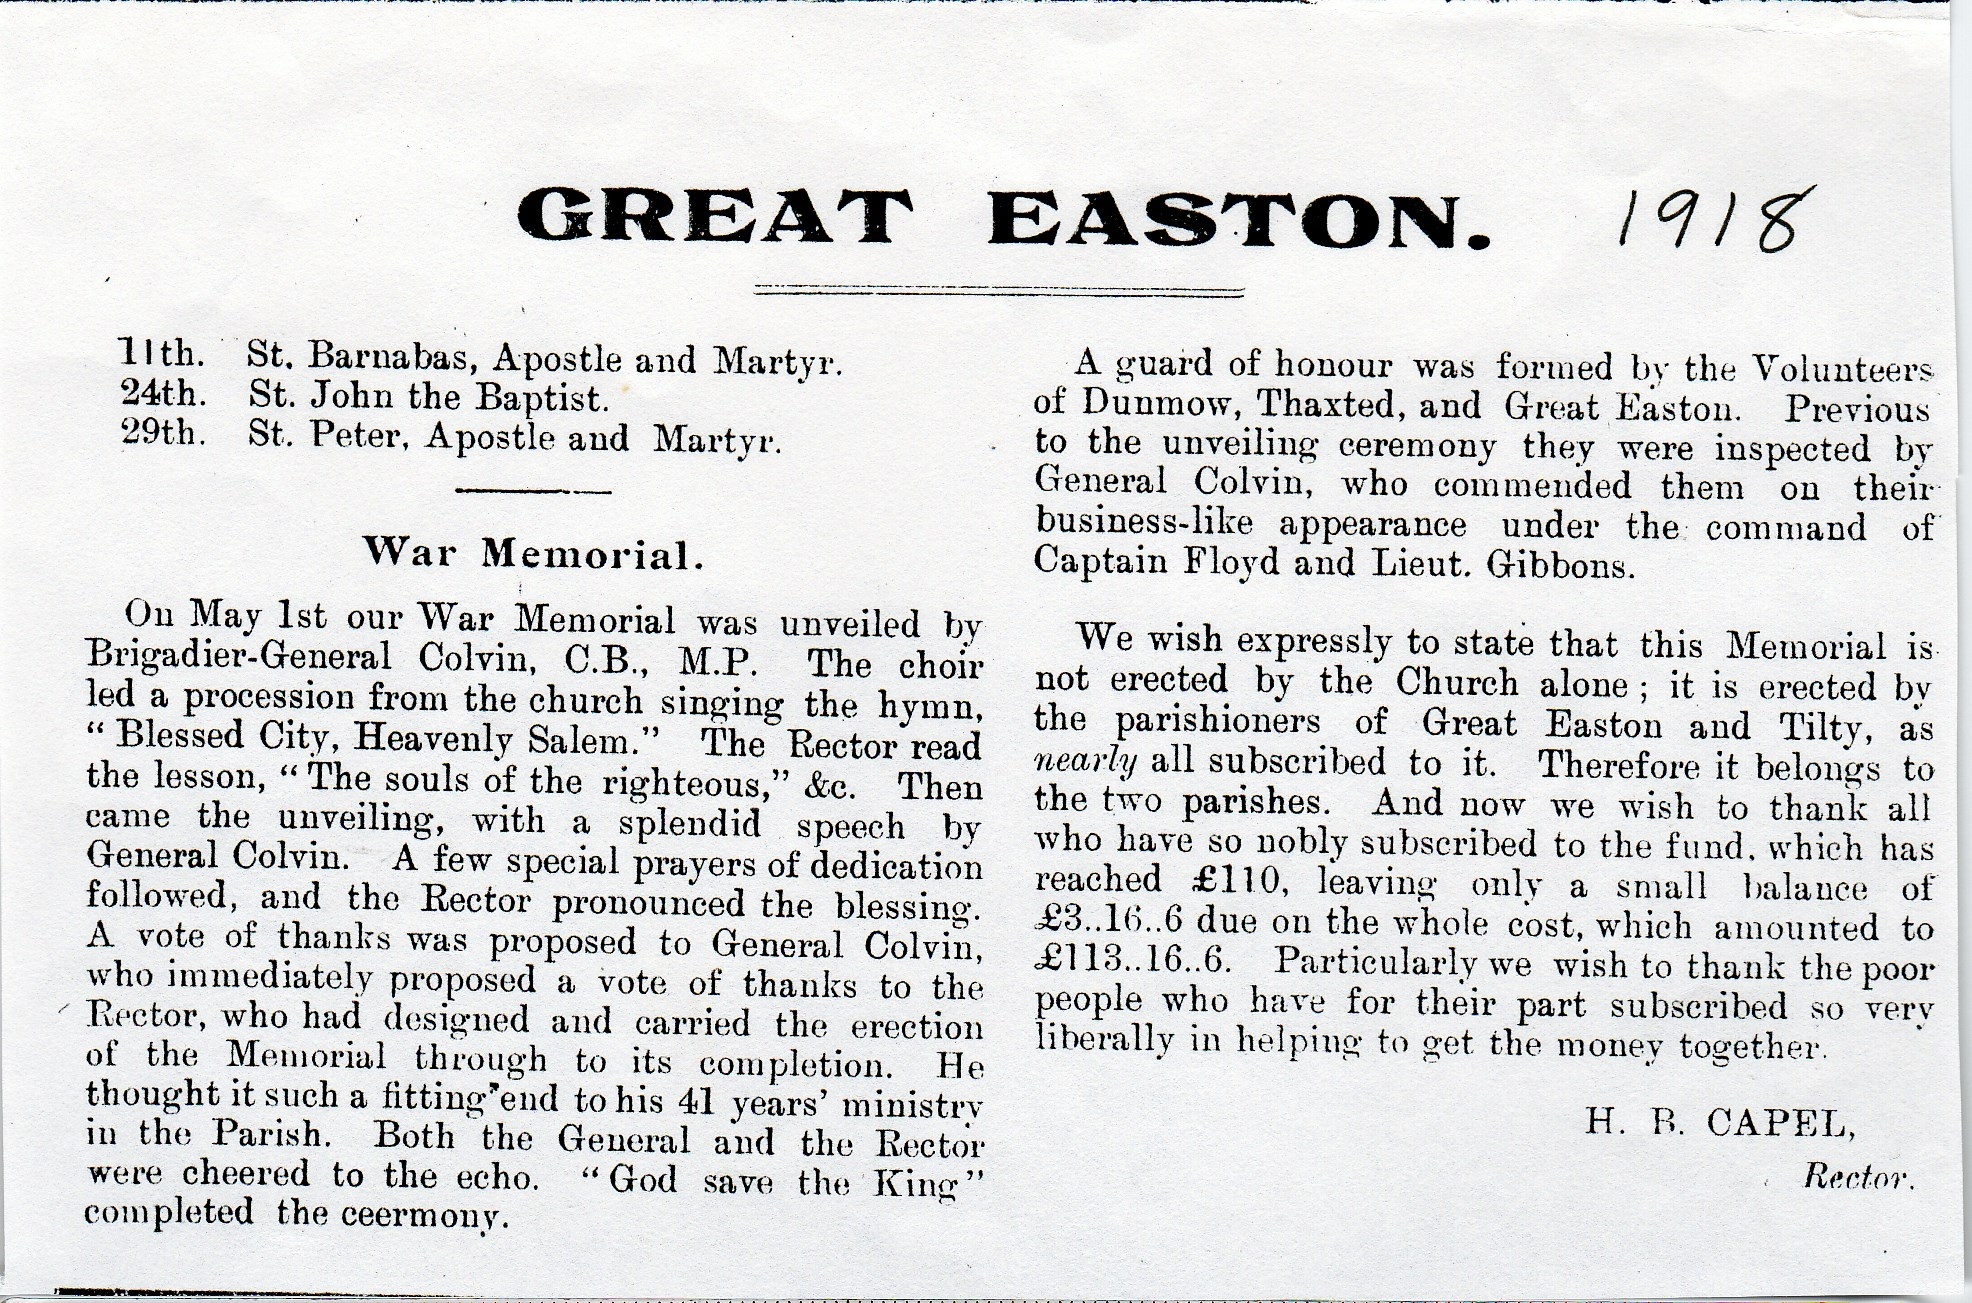 GREAT EASTON. 1918
11th. St. Barnabas, Apostle and Martyr.
24th. St. John the Baptist.
29th. St. Peter, Apostle and Martyr.
War Memorial.
On May 1st our War Memorial was unveiled by
Brigadier-General Colvin, C.B., M.P. The choir
led a procession from the church singing the hymn,
“Blessed City, Heavenly Salem.” The Rector read
the lesson, “The souls of the righteous,” &c. Then
came the unveiling, with a splendid speech by
General Colvin. A few special prayers of dedication
followed, and the Rector pronounced the blessing.
A vote of thanks was proposed to General Colvin,
who immediately proposed a vote of thanks to the
Rector, who had designed and carried the erection
of the Memorial through to its completion. He
thought it such a fitting end to his 41 years’ ministry
in the Parish. Both the General and the Rector
were cheered to the echo. “God save the King”
completed the ceermony.
A guard of honour was formed by the Volunteers
of Dunmow, Thaxted, and Great Easton. Previous
to the unveiling ceremony they were inspected by
General Colvin, who commended them on their
business-like appearance under the command of
Captain Floyd and Lieut. Gibbons.
We wish expressly to state that this Memorial is
not erected by the Church alone; it is erected by
the parishioners of Great Easton and Tilty, as
nearly all subscribed to it. Therefore it belongs to
the two parishes. And now we wish to thank all
who have so nobly subscribed to the fund, which has
reached £110, leaving only a small balance of
£3..16..6 due on the whole cost, which amounted to
£113..16..6. Particularly we wish to thank the poor
people who have for their part subscribed so very
liberally in helping to get the money together.
H. B. CAPEL,
Rector.